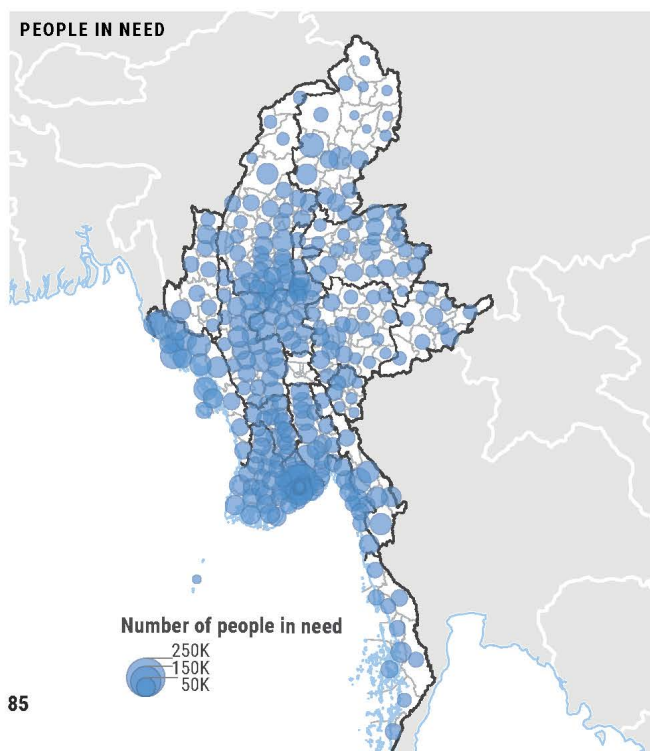 PEOPLE IN NEED
Number of people in need
250K
150K
50K
85